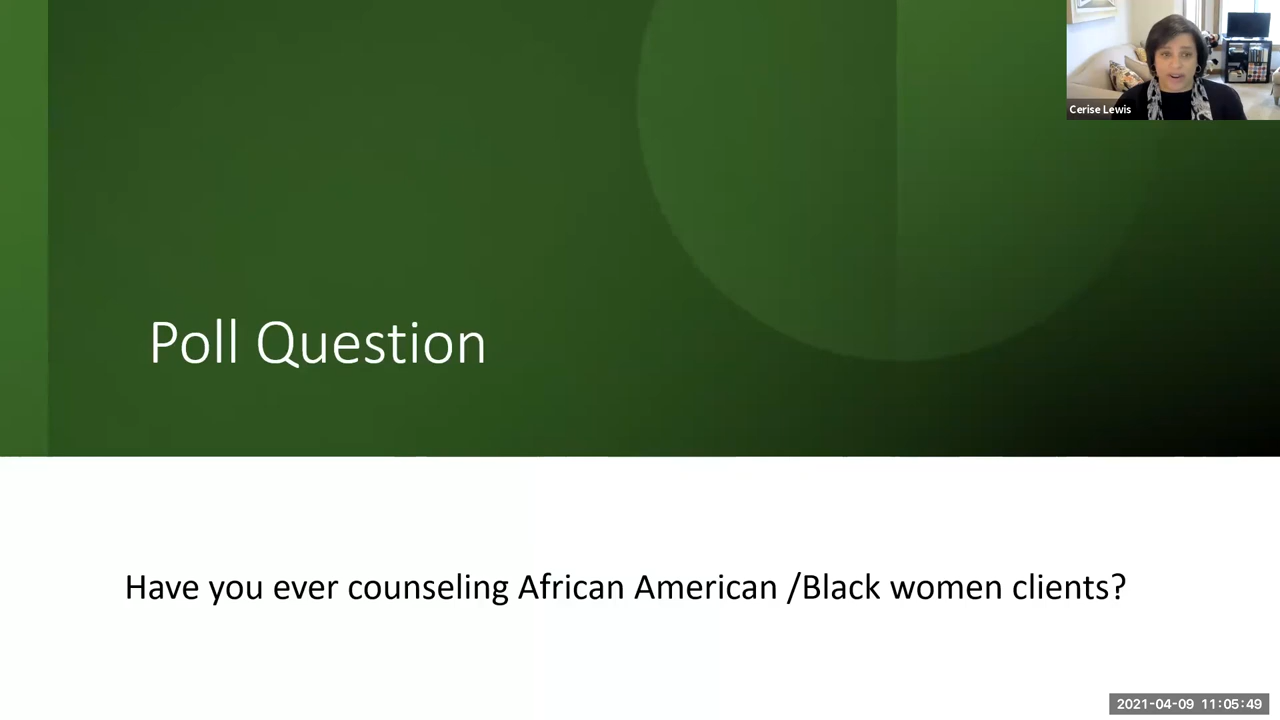 Cerise Lewis
Poll Question
Have you ever counseling African American /Black women clients?
2021-04-09 11:05:49